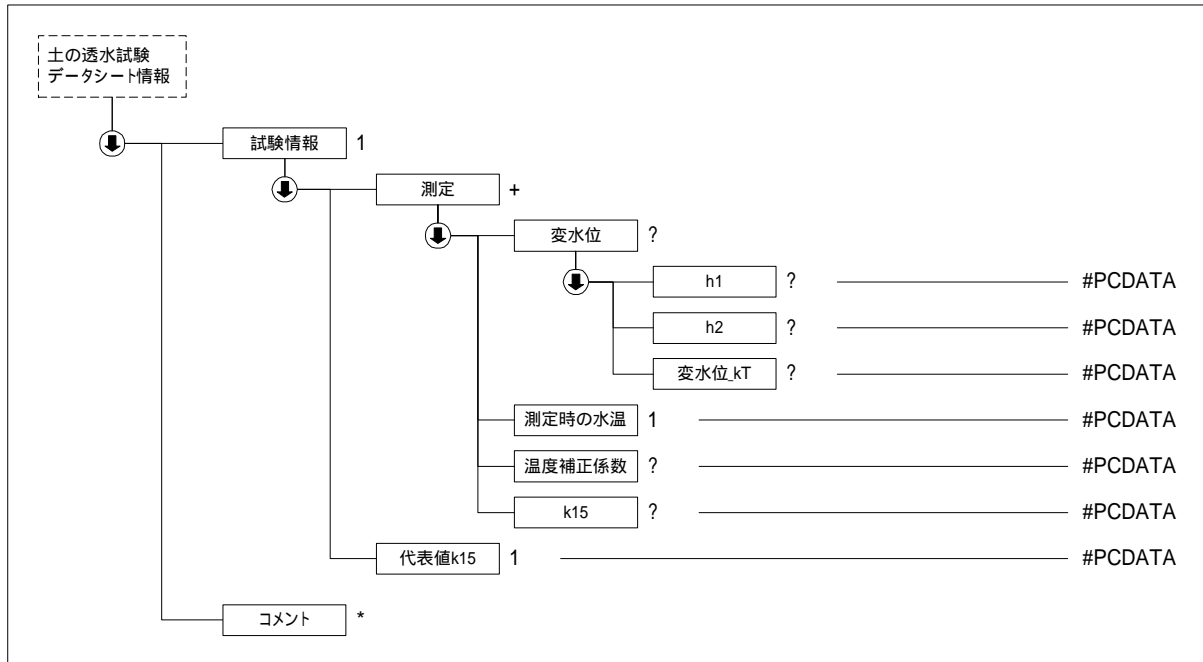 土の透水試験
データシート情報
試験情報 1
測定 +
変水位 ?
h1 ? #PCDATA
h2 ? #PCDATA
変水位_kT ? #PCDATA
測定時の水温 1 #PCDATA
温度補正係数 ? #PCDATA
k15 ? #PCDATA
代表値k15 1 #PCDATA
コメント *